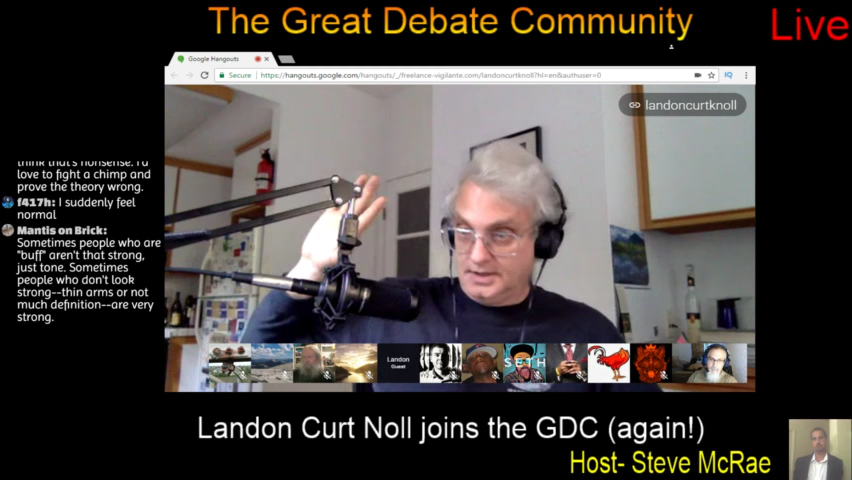 The Great Debate Community
Live
Google Hangouts
Secure https://hangouts.google.com/hangouts/_/freelance-vigilante.com/landoncurtknoll?hl=en&authuser=0
landoncurtknoll
think that's nonsense. I'd
love to fight a chimp and
prove the theory wrong.
f417h: I suddenly feel
normal
Mantis on Brick:
Sometimes people who are
"buff" aren't that strong,
just tone. Sometimes
people who don't look
strong--thin arms or not
much definition--are very
strong.
Landon
Guest
SETH
Landon Curt Noll joins the GDC (again!)
Host- Steve McRae